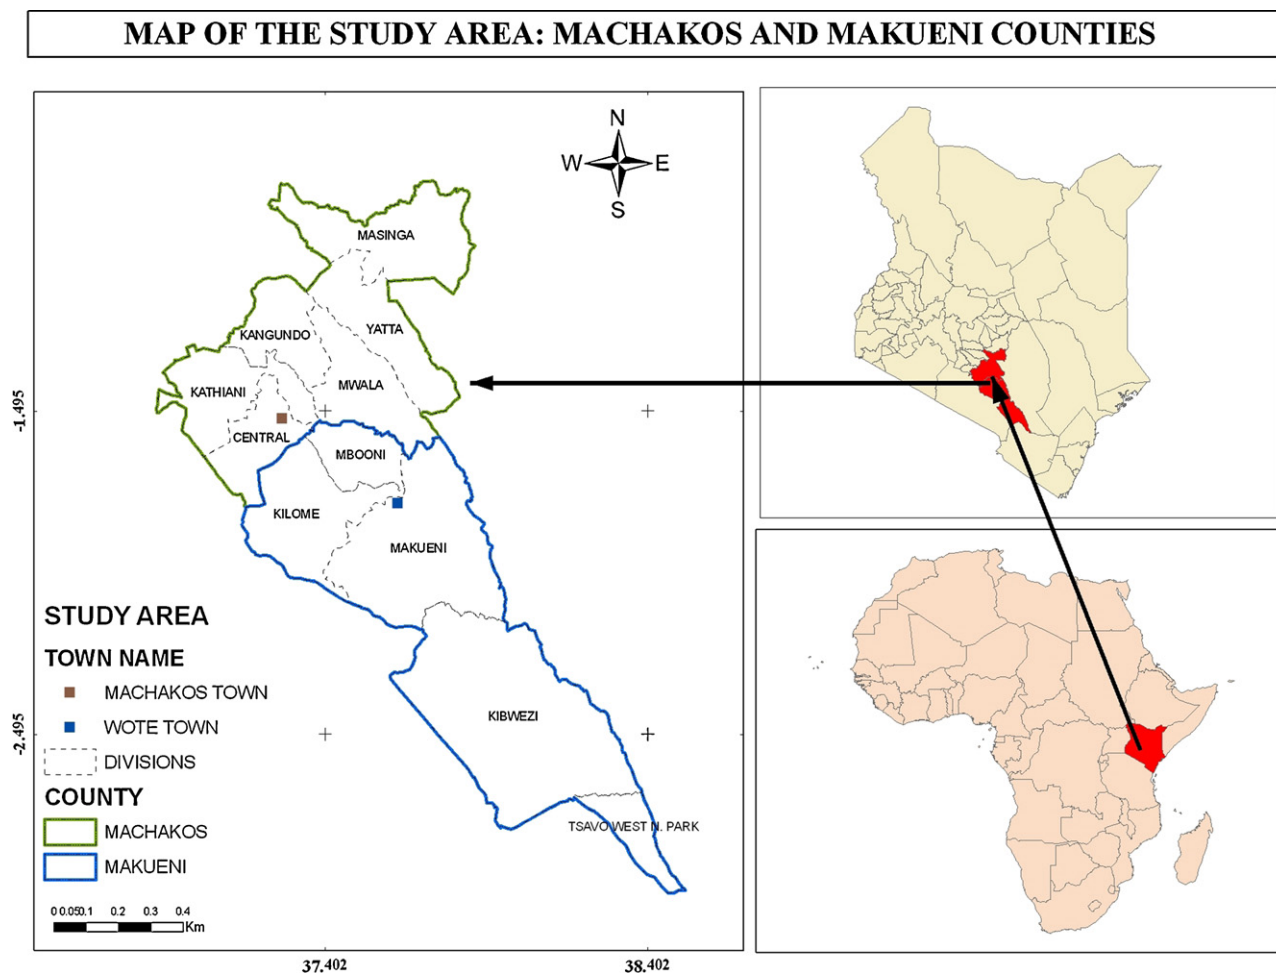 MAP OF THE STUDY AREA: MACHAKOS AND MAKUENI COUNTIES
N
W E
S
MASINGA
YATTA
KANGUNDO
KATHIANI
MWALA
CENTRAL
MBOONI
KILOME
MAKUENI
KIBWEZI
TSAVO WEST N. PARK
-1.495
-2.495
STUDY AREA
TOWN NAME
MACHAKOS TOWN
WOTE TOWN
DIVISIONS
COUNTY
MACHAKOS
MAKUENI
0 0.050.1 0.2 0.3 0.4
Km
37.402 38.402